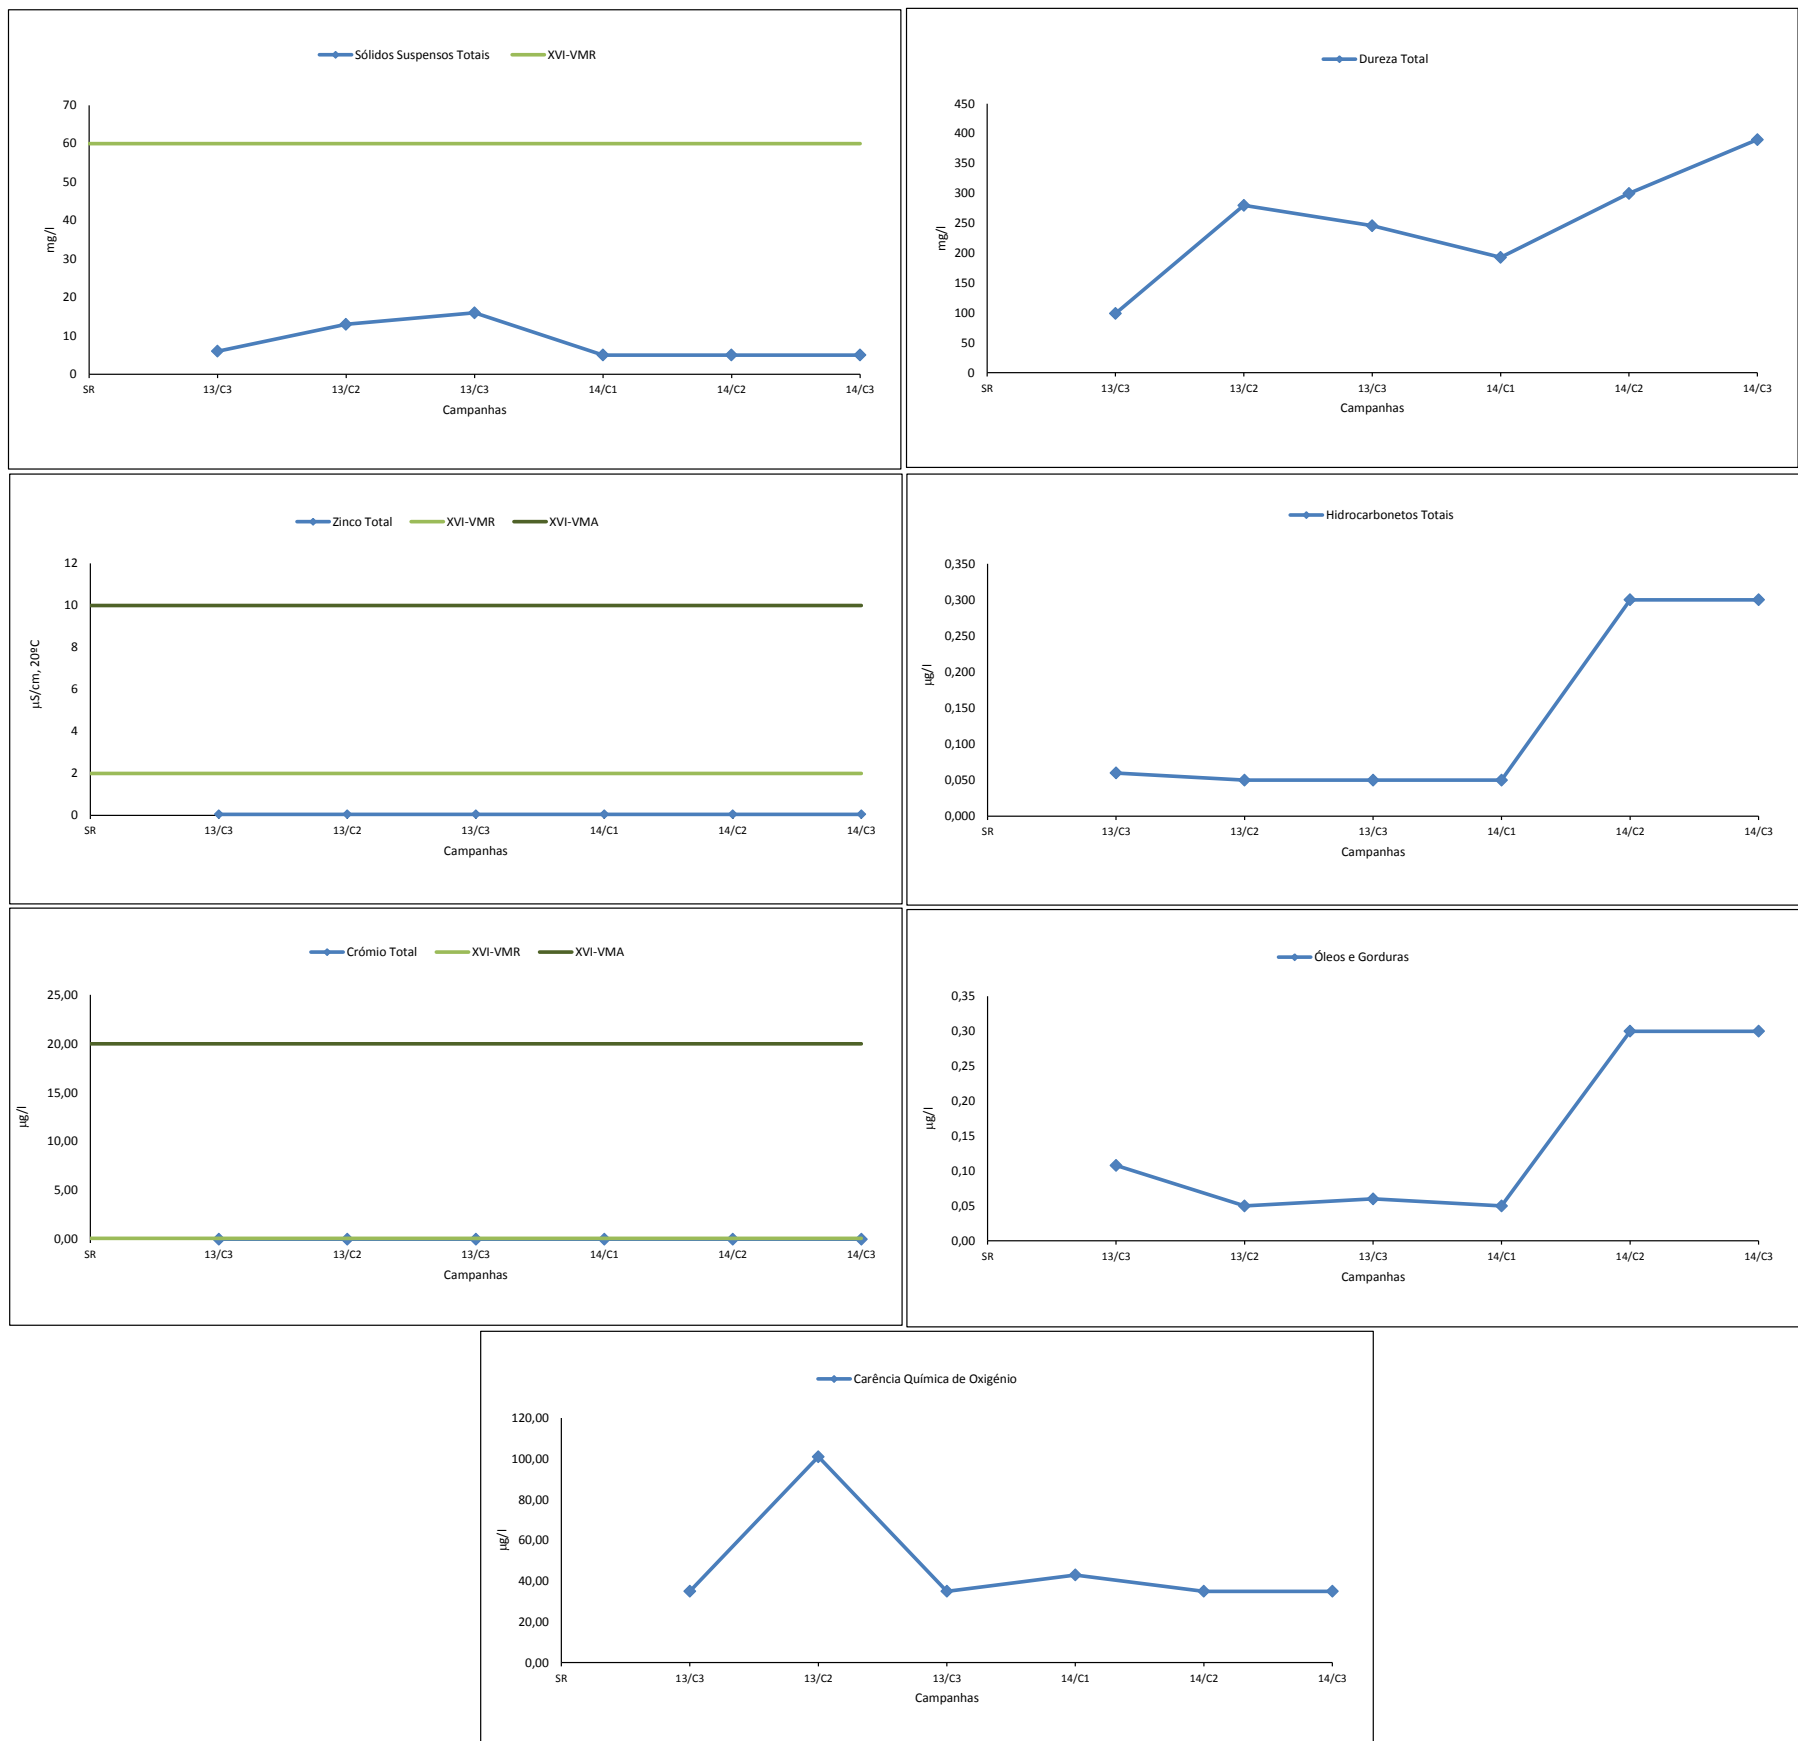 Sólidos Suspensos Totais XVI-VMR
70
60
50
40
30
20
10
0
mg/l
SR 13/C3 13/C2 13/C3 14/C1 14/C2 14/C3
Campanhas
Dureza Total
450
400
350
300
250
200
150
100
50
0
mg/l
SR 13/C3 13/C2 13/C3 14/C1 14/C2 14/C3
Campanhas
Zinco Total XVI-VMR XVI-VMA
12
10
8
6
4
2
0
µS/cm, 20ºC
SR 13/C3 13/C2 13/C3 14/C1 14/C2 14/C3
Campanhas
Hidrocarbonetos Totais
0,350
0,300
0,250
0,200
0,150
0,100
0,050
0,000
µg/l
SR 13/C3 13/C2 13/C3 14/C1 14/C2 14/C3
Campanhas
Crómio Total XVI-VMR XVI-VMA
25,00
20,00
15,00
10,00
5,00
0,00
µg/l
SR 13/C3 13/C2 13/C3 14/C1 14/C2 14/C3
Campanhas
Óleos e Gorduras
0,35
0,30
0,25
0,20
0,15
0,10
0,05
0,00
µg/l
SR 13/C3 13/C2 13/C3 14/C1 14/C2 14/C3
Campanhas
Carência Química de Oxigénio
120,00
100,00
80,00
60,00
40,00
20,00
0,00
µg/l
SR 13/C3 13/C2 13/C3 14/C1 14/C2 14/C3
Campanhas